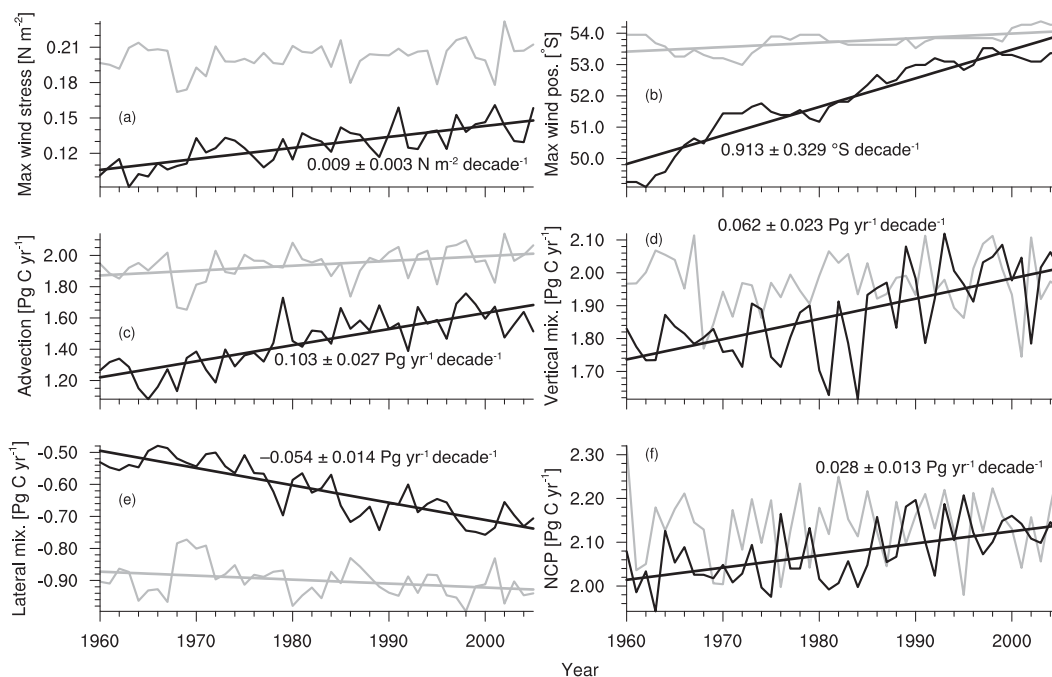 Max wind stress [N m⁻²]
0.21
0.18
0.15
0.12
(a)
0.009 ± 0.003 N m⁻² decade⁻¹
Max wind pos. [°S]
54.0
53.0
52.0
51.0
50.0
(b)
0.913 ± 0.329 °S decade⁻¹
Advection [Pg C yr⁻¹]
2.00
1.80
1.60
1.40
1.20
(c)
0.103 ± 0.027 Pg yr⁻¹ decade⁻¹
Vertical mix. [Pg C yr⁻¹]
2.10
2.00
1.90
1.80
1.70
(d)
0.062 ± 0.023 Pg yr⁻¹ decade⁻¹
Lateral mix. [Pg C yr⁻¹]
-0.50
-0.60
-0.70
-0.80
-0.90
(e)
−0.054 ± 0.014 Pg yr⁻¹ decade⁻¹
1960 1970 1980 1990 2000
NCP [Pg C yr⁻¹]
2.30
2.20
2.10
2.00
(f)
0.028 ± 0.013 Pg yr⁻¹ decade⁻¹
1960 1970 1980 1990 2000
Year